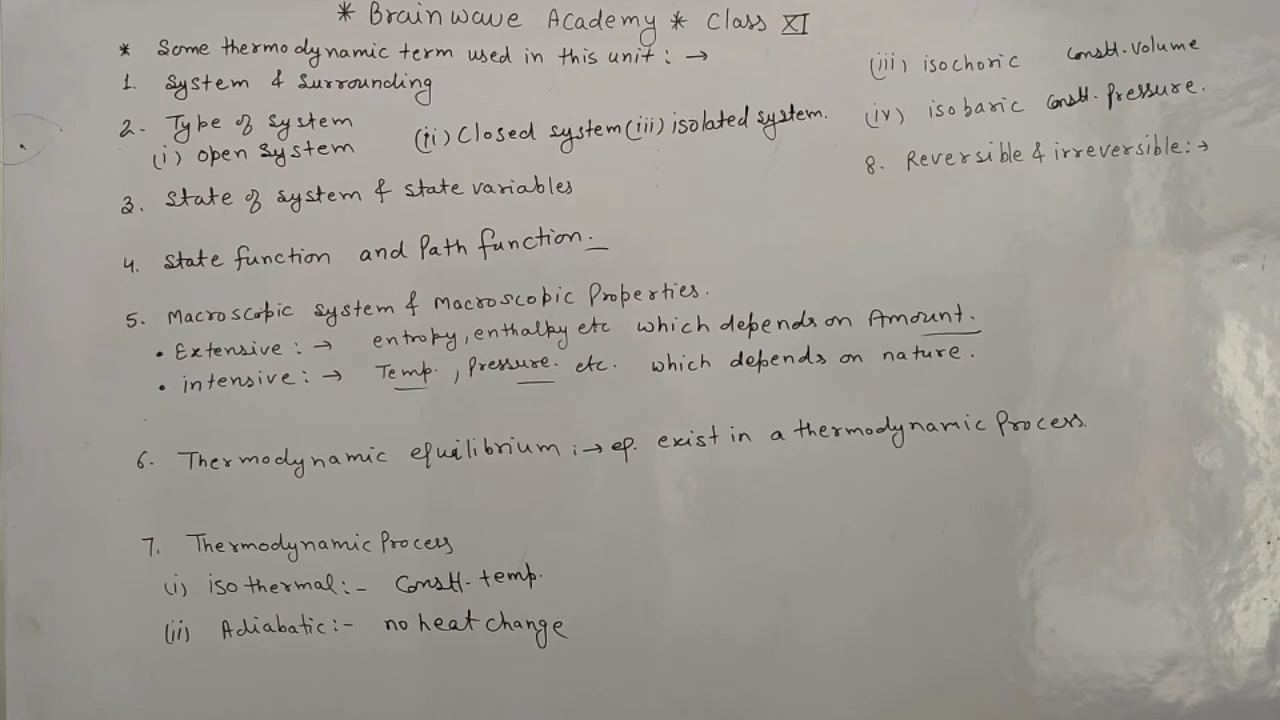 * Brainwave Academy * Class XI
* Some thermodynamic term used in this unit : →
1. System & Surrounding
2. Type of system
(i) open system (ii) Closed system (iii) isolated system.
3. State of system & state variables
4. State function and Path function.
5. Macroscopic system & Macroscopic Properties.
• Extensive : → entropy, enthalpy etc which depends on Amount.
• intensive : → Temp., Pressure. etc. which depends on nature.
6. Thermodynamic equilibrium : → eq. exist in a thermodynamic Process.
7. Thermodynamic Process
(i) isothermal :- Constt. temp.
(ii) Adiabatic :- no heat change
(iii) isochoric Constt. Volume
(iv) isobaric Constt. Pressure.
8. Reversible & irreversible : →